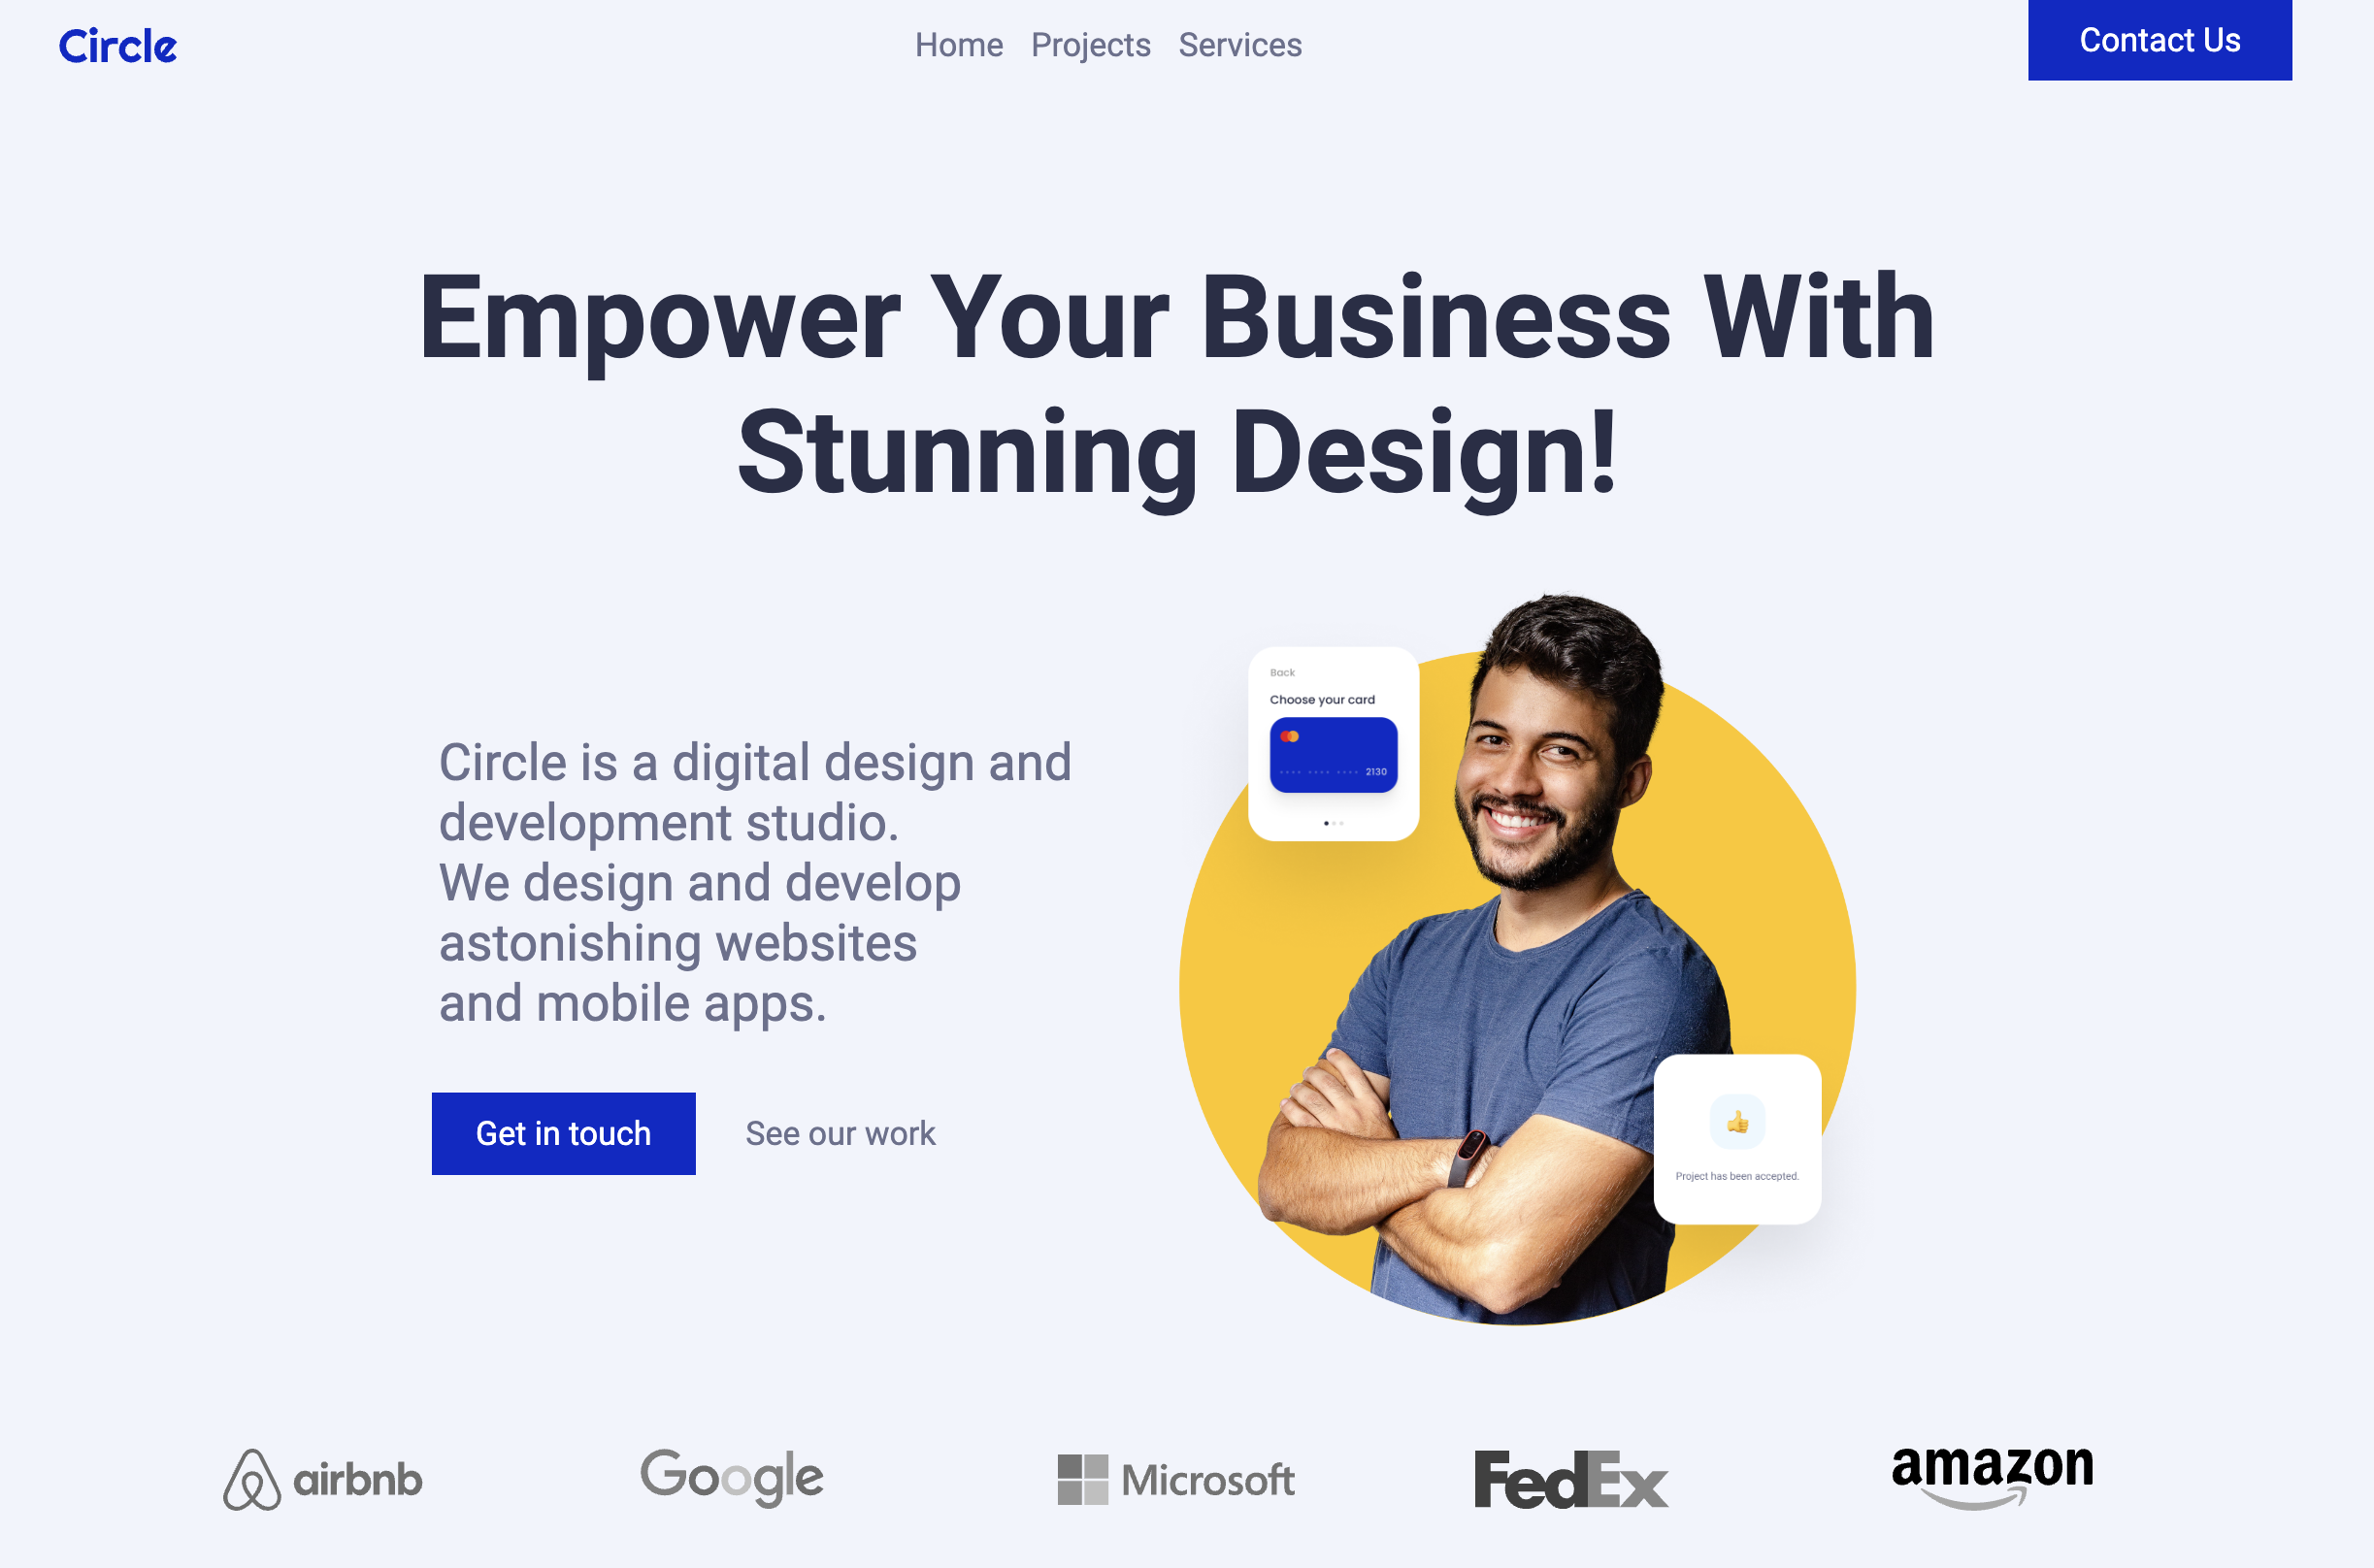 Circle
Home Projects Services
Contact Us
Empower Your Business With
Stunning Design!
Back
Choose your card
2130
Circle is a digital design and
development studio.
We design and develop
astonishing websites
and mobile apps.
Get in touch
See our work
Project has been accepted.
airbnb
Google
Microsoft
FedEx
amazon